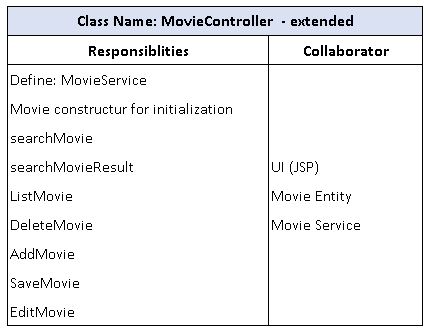 Class Name: MovieController  - extended
Responsiblities Collaborator
Define: MovieService
Movie constructur for initialization
searchMovie
searchMovieResult UI (JSP)
ListMovie Movie Entity
DeleteMovie Movie Service
AddMovie
SaveMovie
EditMovie